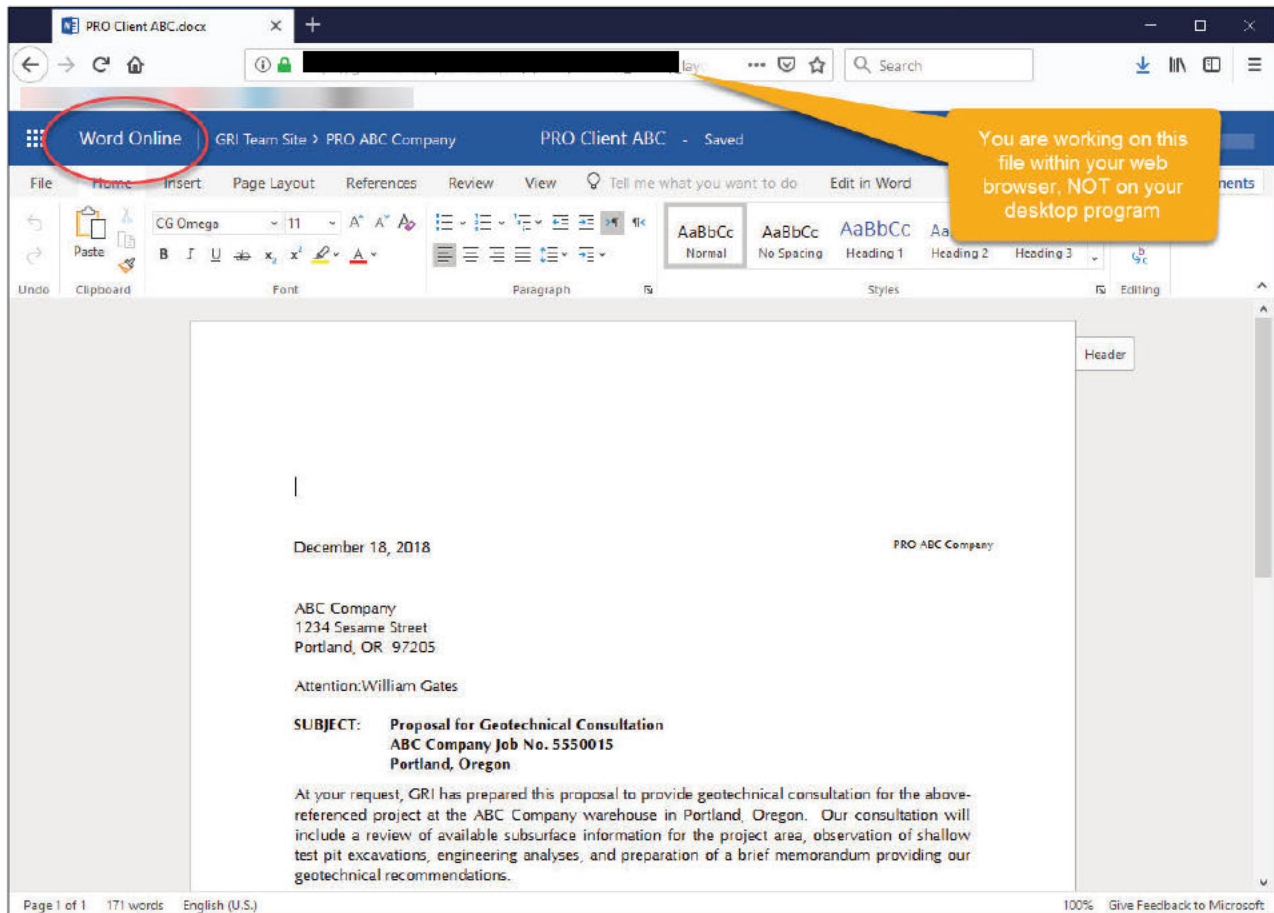 PRO Client ABC.docx
Search
Word Online
GRI Team Site > PRO ABC Company
PRO Client ABC - Saved
You are working on this
file within your web
browser, NOT on your
desktop program
File Home Insert Page Layout References Review View Tell me what you want to do Edit in Word
CG Omega 11
Paste
AaBbCc AaBbCc AaBbCc
Normal No Spacing Heading 1 Heading 2 Heading 3
Undo Clipboard Font Paragraph Styles Editing
Header
December 18, 2018
PRO ABC Company
ABC Company
1234 Sesame Street
Portland, OR 97205
Attention:William Gates
SUBJECT: Proposal for Geotechnical Consultation
ABC Company Job No. 5550015
Portland, Oregon
At your request, GRI has prepared this proposal to provide geotechnical consultation for the above-
referenced project at the ABC Company warehouse in Portland, Oregon. Our consultation will
include a review of available subsurface information for the project area, observation of shallow
test pit excavations, engineering analyses, and preparation of a brief memorandum providing our
geotechnical recommendations.
Page 1 of 1 171 words English (U.S.) 100% Give Feedback to Microsoft